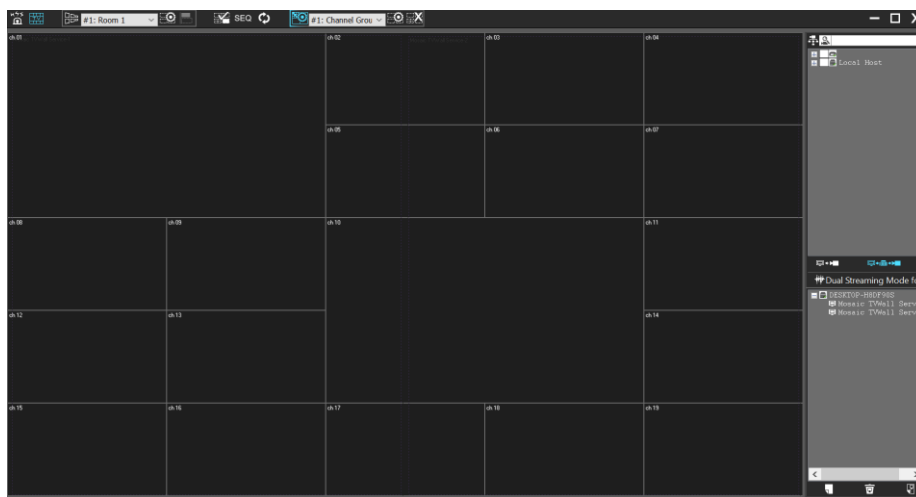 #1: Room 1
SEQ
#1: Channel Grou
ch 01
ch 02
ch 03
ch 04
Local Host
ch 05
ch 06
ch 07
ch 08
ch 09
ch 10
ch 11
Dual Streaming Mode fo
DESKTOP-H8DF98S
Mosaic TVWall Serv
Mosaic TVWall Serv
ch 12
ch 13
ch 14
ch 15
ch 16
ch 17
ch 18
ch 19